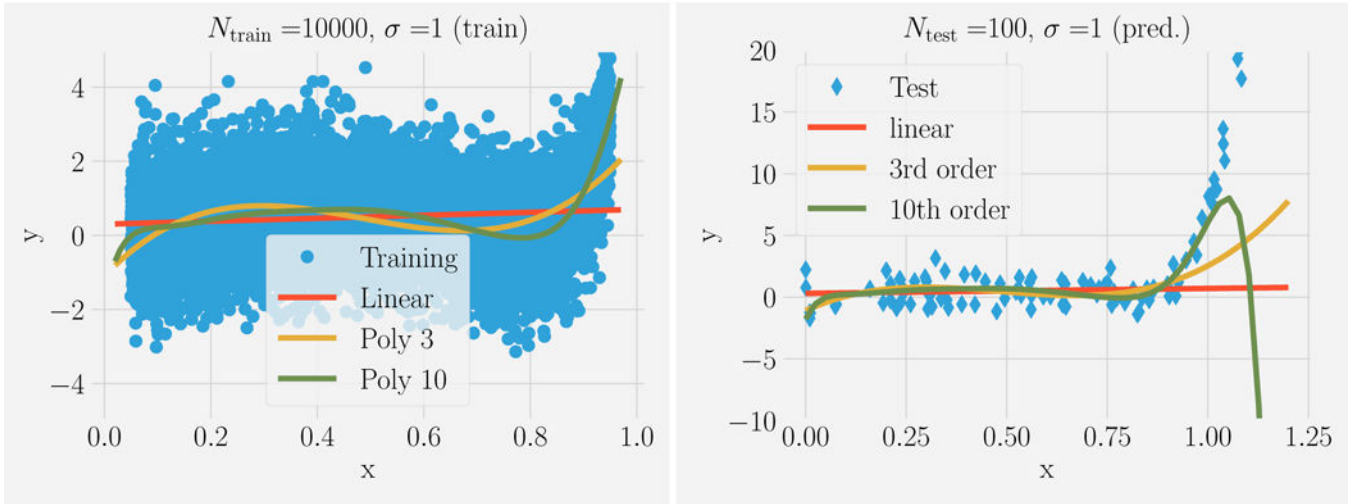 N_train =10000, σ =1 (train)
4
2
0
−2
−4
y
Training
Linear
Poly 3
Poly 10
0.0 0.2 0.4 0.6 0.8 1.0
x
N_test =100, σ =1 (pred.)
20
15
10
5
0
−5
−10
y
Test
linear
3rd order
10th order
0.00 0.25 0.50 0.75 1.00 1.25
x